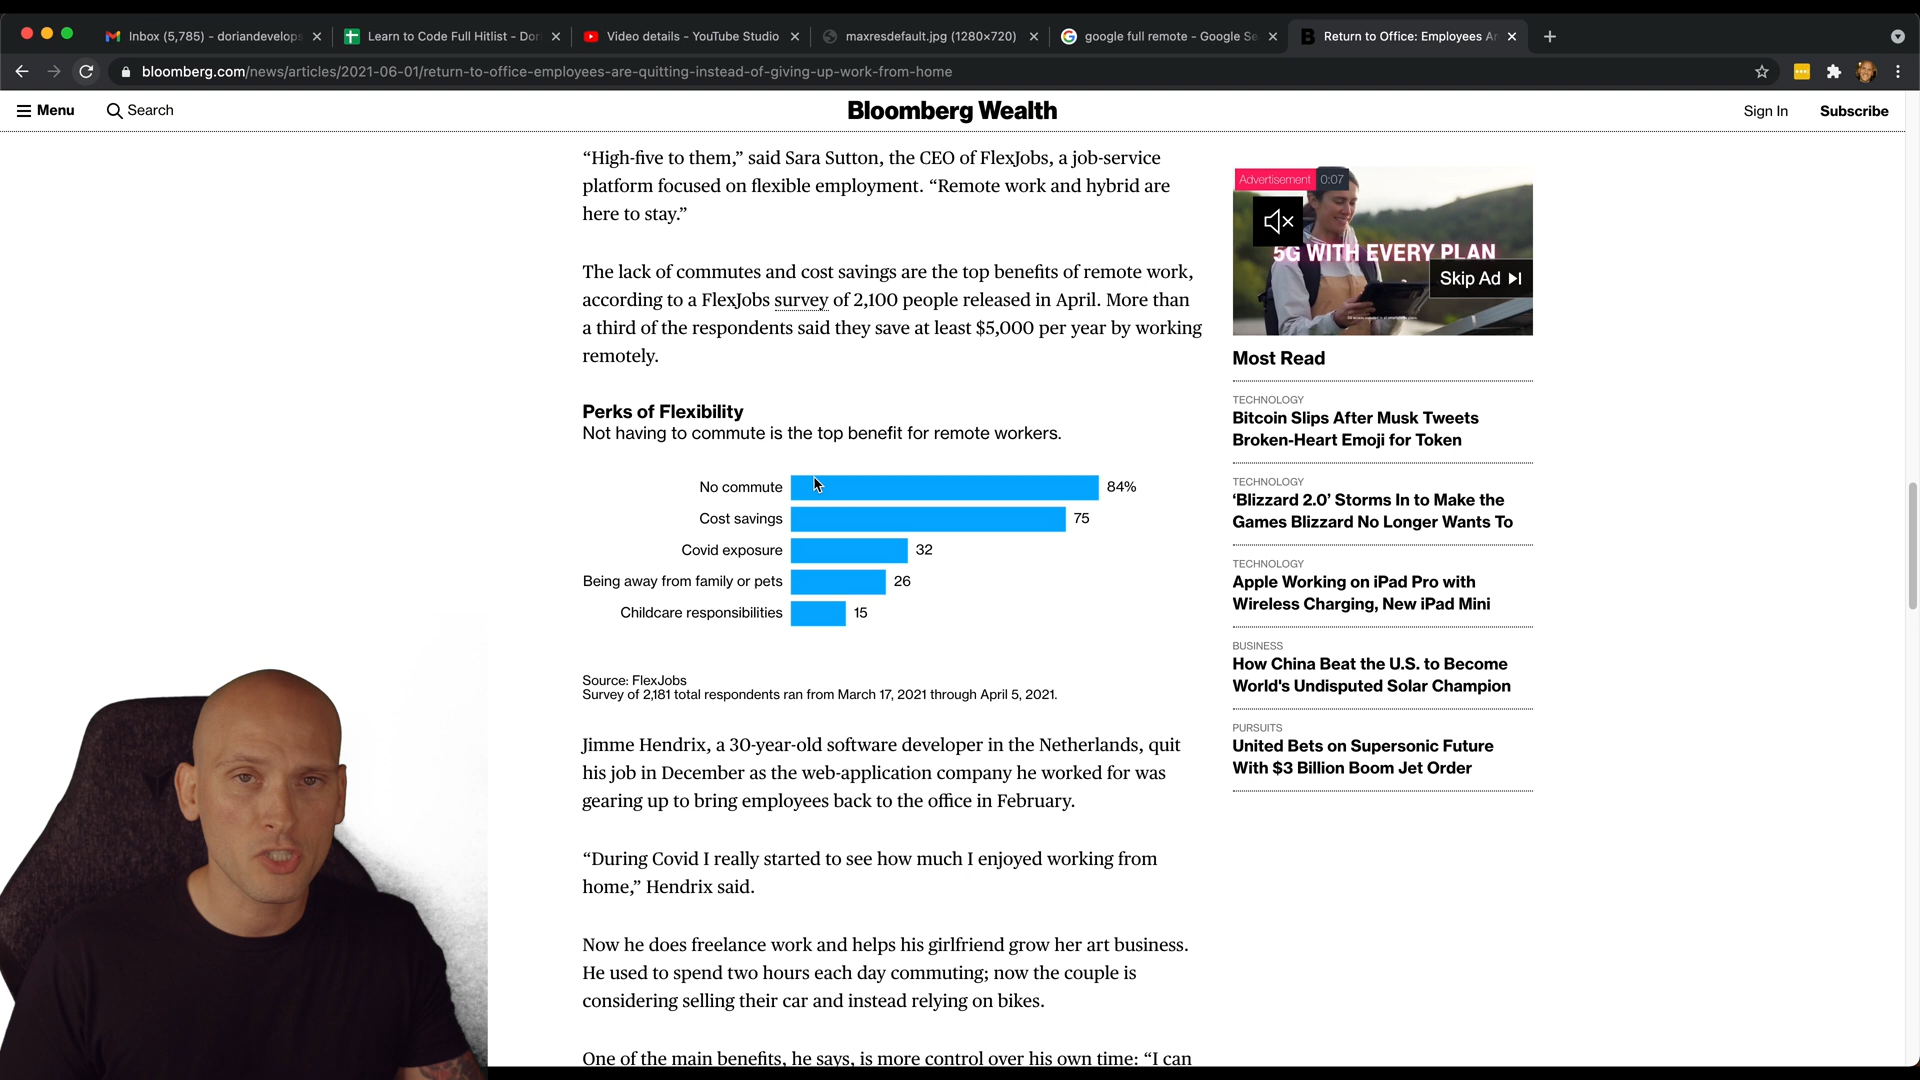 Inbox (5,785) - doriandevelops
Learn to Code Full Hitlist - Dor
Video details - YouTube Studio
maxresdefault.jpg (1280×720)
google full remote - Google Se
Return to Office: Employees Ar
bloomberg.com/news/articles/2021-06-01/return-to-office-employees-are-quitting-instead-of-giving-up-work-from-home
Menu
Search
Bloomberg Wealth
Sign In
Subscribe
“High-five to them,” said Sara Sutton, the CEO of FlexJobs, a job-service
platform focused on flexible employment. “Remote work and hybrid are
here to stay.”
The lack of commutes and cost savings are the top benefits of remote work,
according to a FlexJobs survey of 2,100 people released in April. More than
a third of the respondents said they save at least $5,000 per year by working
remotely.
Perks of Flexibility
Not having to commute is the top benefit for remote workers.
No commute 84%
Cost savings 75
Covid exposure 32
Being away from family or pets 26
Childcare responsibilities 15
Source: FlexJobs
Survey of 2,181 total respondents ran from March 17, 2021 through April 5, 2021.
Jimme Hendrix, a 30-year-old software developer in the Netherlands, quit
his job in December as the web-application company he worked for was
gearing up to bring employees back to the office in February.
“During Covid I really started to see how much I enjoyed working from
home,” Hendrix said.
Now he does freelance work and helps his girlfriend grow her art business.
He used to spend two hours each day commuting; now the couple is
considering selling their car and instead relying on bikes.
One of the main benefits, he says, is more control over his own time: “I can
Advertisement 0:07
5G WITH EVERY PLAN
Skip Ad
Most Read
TECHNOLOGY
Bitcoin Slips After Musk Tweets
Broken-Heart Emoji for Token
TECHNOLOGY
‘Blizzard 2.0’ Storms In to Make the
Games Blizzard No Longer Wants To
TECHNOLOGY
Apple Working on iPad Pro with
Wireless Charging, New iPad Mini
BUSINESS
How China Beat the U.S. to Become
World's Undisputed Solar Champion
PURSUITS
United Bets on Supersonic Future
With $3 Billion Boom Jet Order